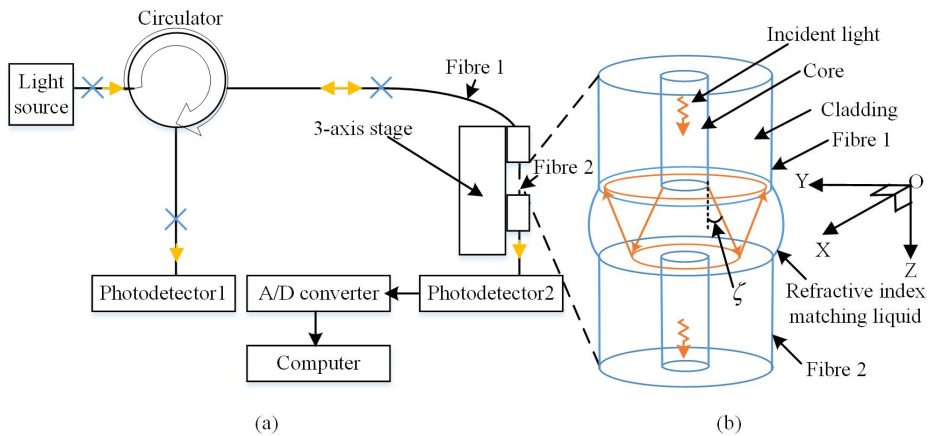 Circulator
Light
source
Fibre 1
3-axis stage
Fibre 2
Photodetector1
A/D converter
Photodetector2
Computer
(a)
Incident light
Core
Cladding
Fibre 1
O
Y
X
Z
ζ
Refractive index
matching liquid
Fibre 2
(b)